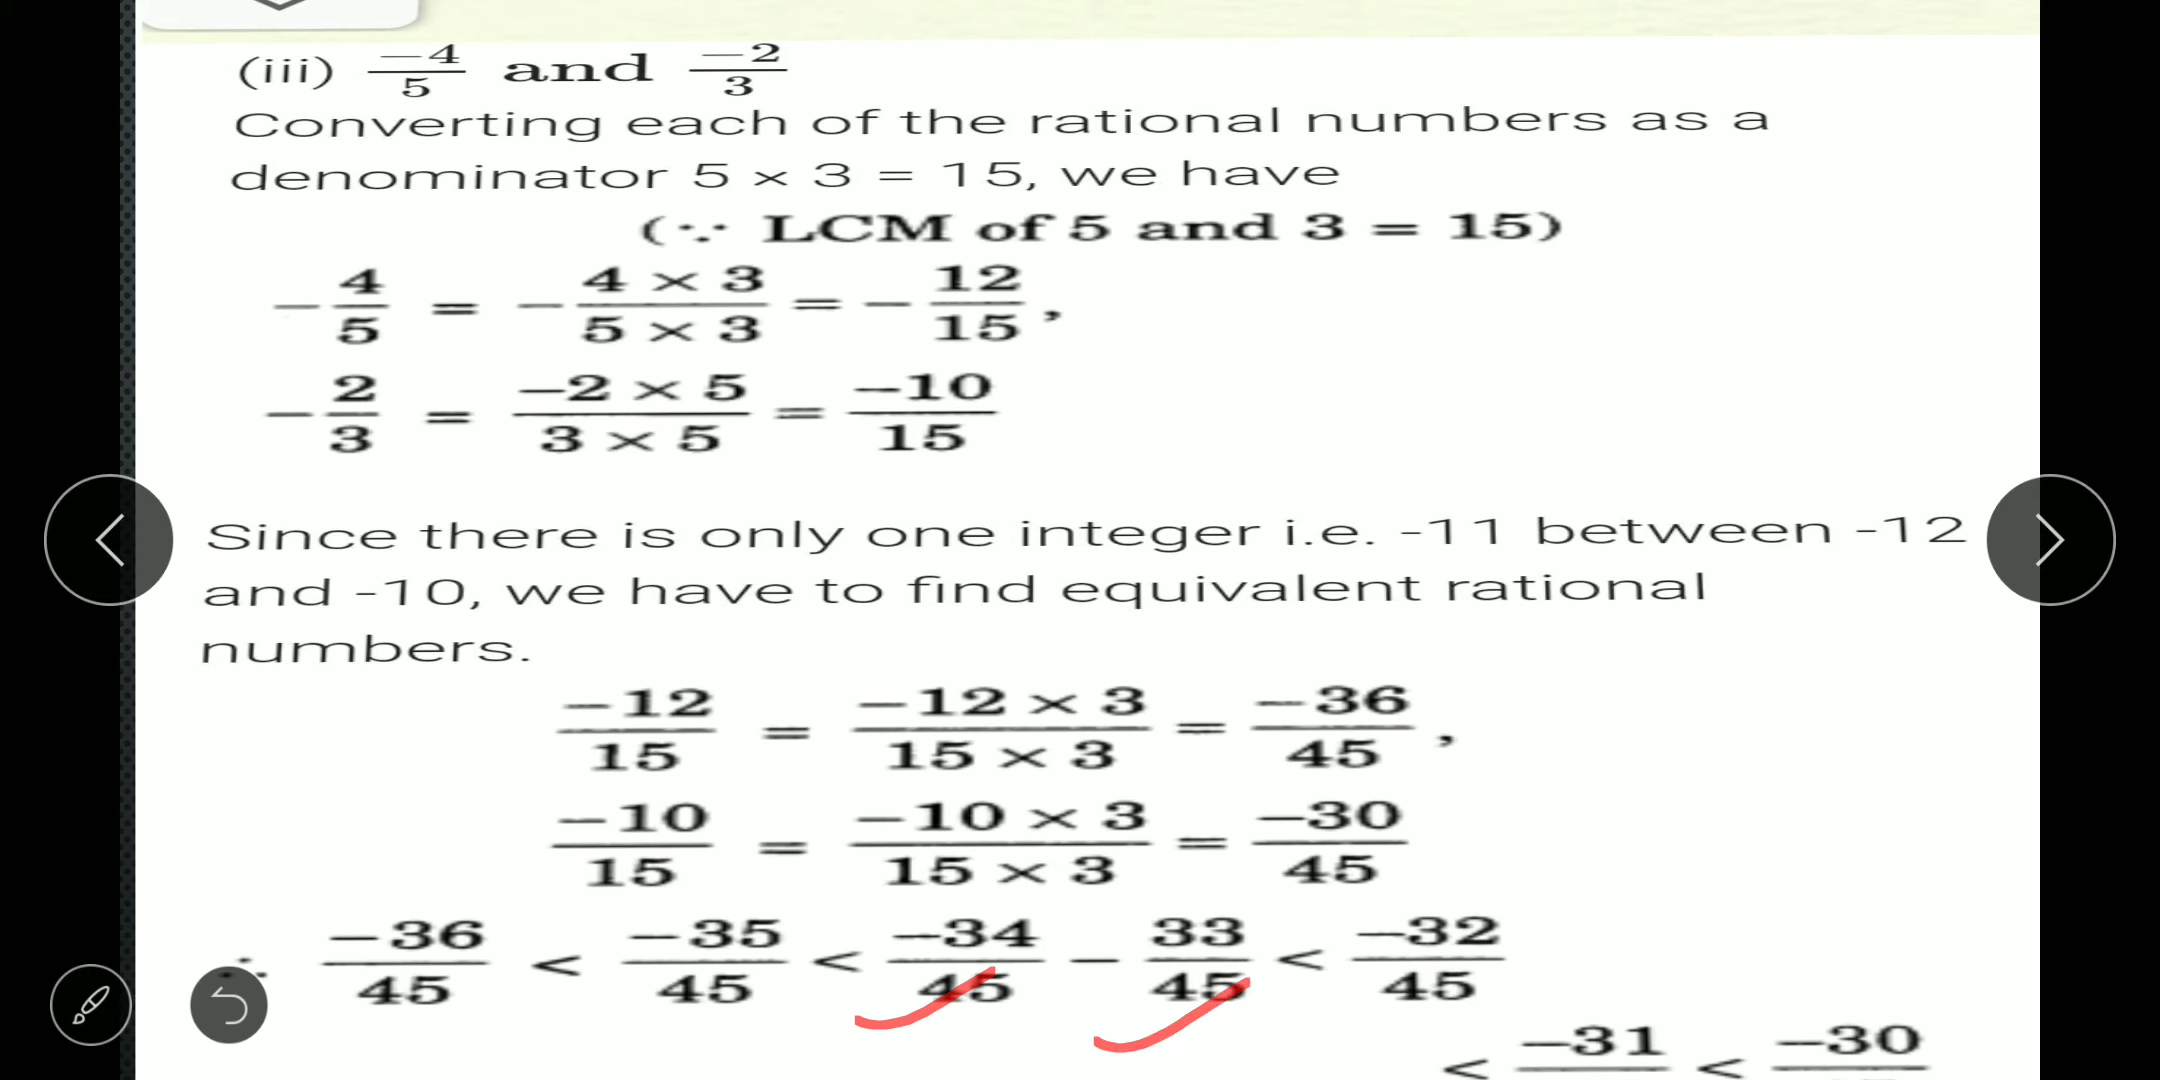 (iii) -4/5 and -2/3
Converting each of the rational numbers as a
denominator 5 × 3 = 15, we have
(∵ LCM of 5 and 3 = 15)
-4/5 = -(4 × 3)/(5 × 3) = -12/15,
-2/3 = (-2 × 5)/(3 × 5) = -10/15
Since there is only one integer i.e. -11 between -12
and -10, we have to find equivalent rational
numbers.
-12/15 = (-12 × 3)/(15 × 3) = -36/45,
-10/15 = (-10 × 3)/(15 × 3) = -30/45
∴ -36/45 < -35/45 < -34/45 - 33/45 < -32/45
< -31 < -30